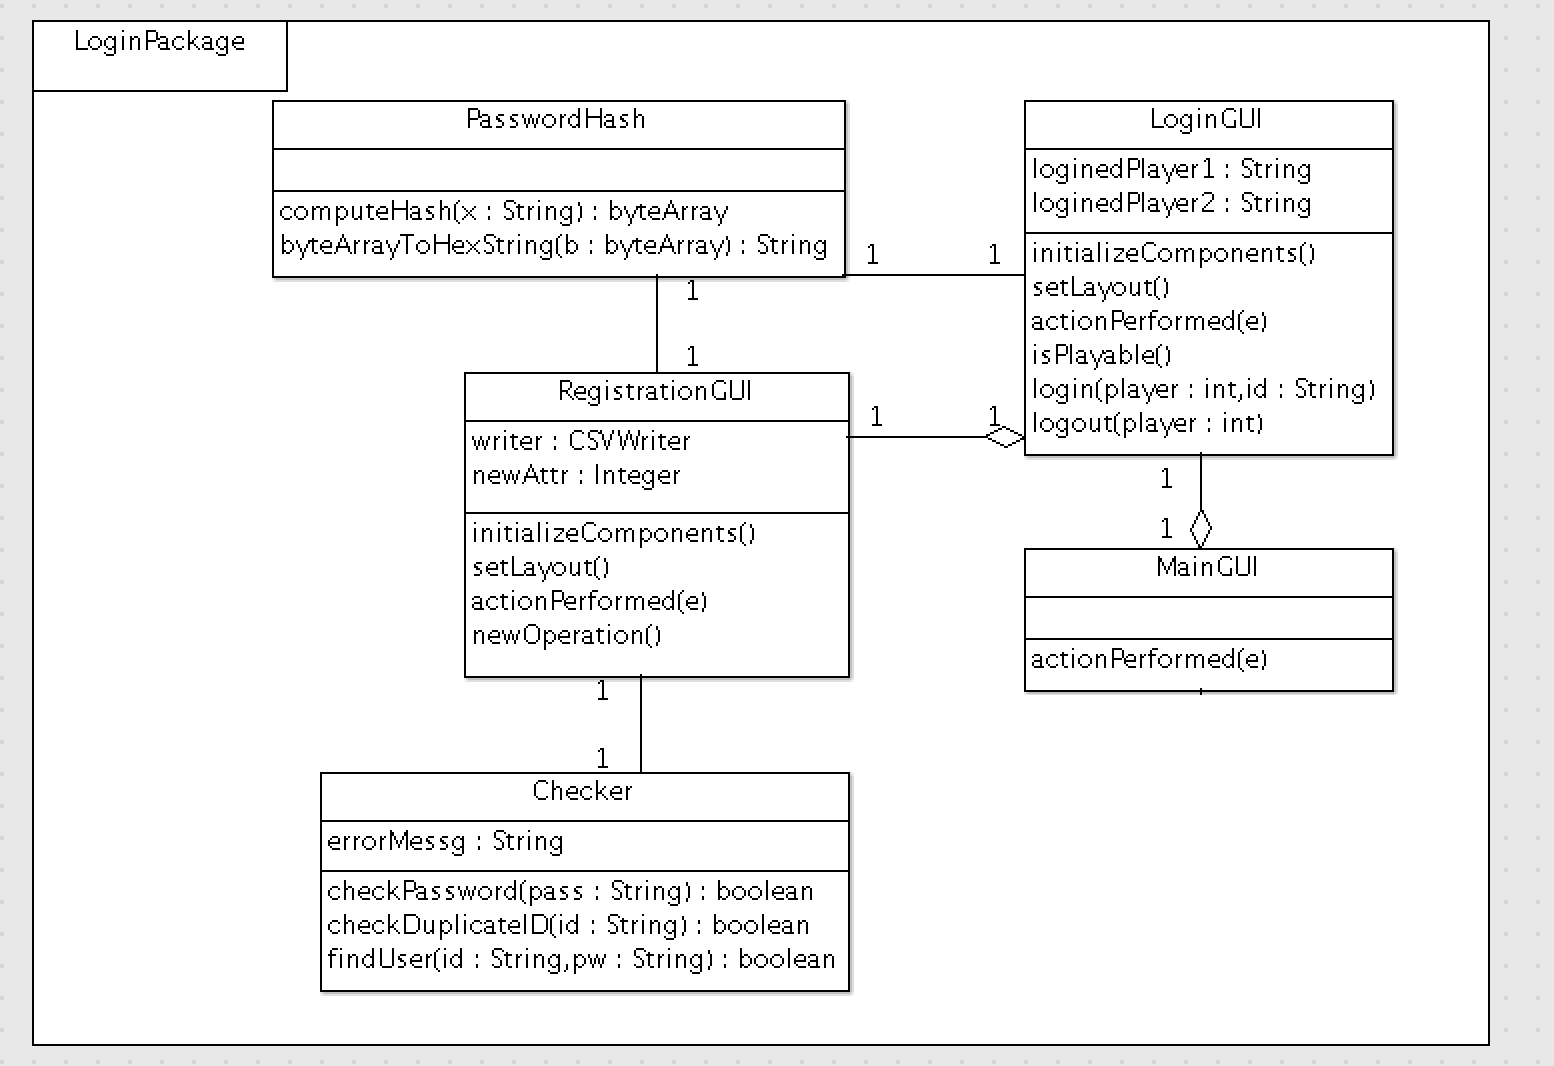 LoginPackage
PasswordHash
computeHash(x : String) : byteArray
byteArrayToHexString(b : byteArray) : String
LoginGUI
loginedPlayer1 : String
loginedPlayer2 : String
initializeComponents()
setLayout()
actionPerformed(e)
isPlayable()
login(player : int,id : String)
logout(player : int)
1
1
1
1
RegistrationGUI
writer : CSVWriter
newAttr : Integer
initializeComponents()
setLayout()
actionPerformed(e)
newOperation()
1
1
1
1
MainGUI
actionPerformed(e)
1
1
Checker
errorMessg : String
checkPassword(pass : String) : boolean
checkDuplicateID(id : String) : boolean
findUser(id : String,pw : String) : boolean